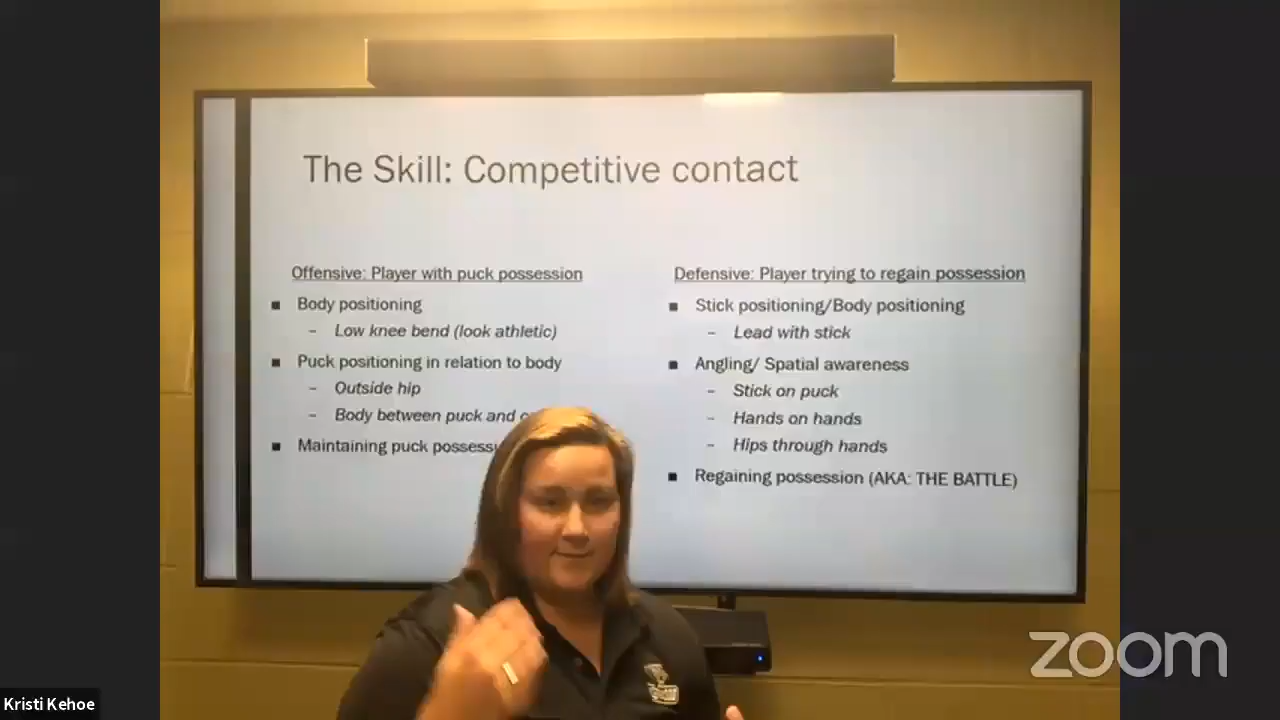 The Skill: Competitive contact
Offensive: Player with puck possession
Body positioning
– Low knee bend (look athletic)
Puck positioning in relation to body
– Outside hip
– Body between puck and
Maintaining puck
Defensive: Player trying to regain possession
Stick positioning/Body positioning
– Lead with stick
Angling/ Spatial awareness
– Stick on puck
– Hands on hands
– Hips through hands
Regaining possession (AKA: THE BATTLE)
zoom
Kristi Kehoe